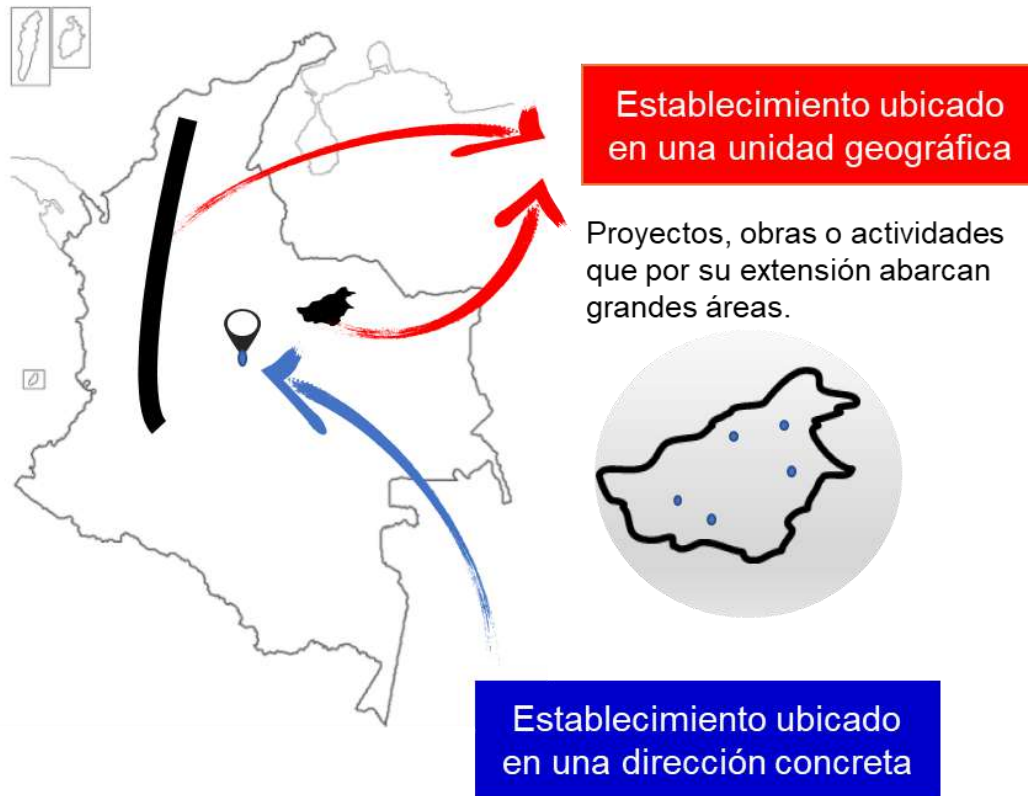 Establecimiento ubicado
en una unidad geográfica
Proyectos, obras o actividades
que por su extensión abarcan
grandes áreas.
Establecimiento ubicado
en una dirección concreta